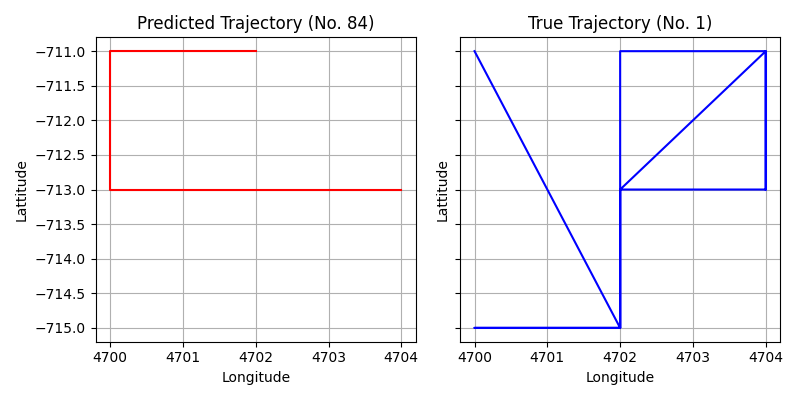 Predicted Trajectory (No. 84)
True Trajectory (No. 1)
−711.0
−711.5
−712.0
−712.5
−713.0
−713.5
−714.0
−714.5
−715.0
Lattitude
4700 4701 4702 4703 4704
Longitude
Lattitude
4700 4701 4702 4703 4704
Longitude